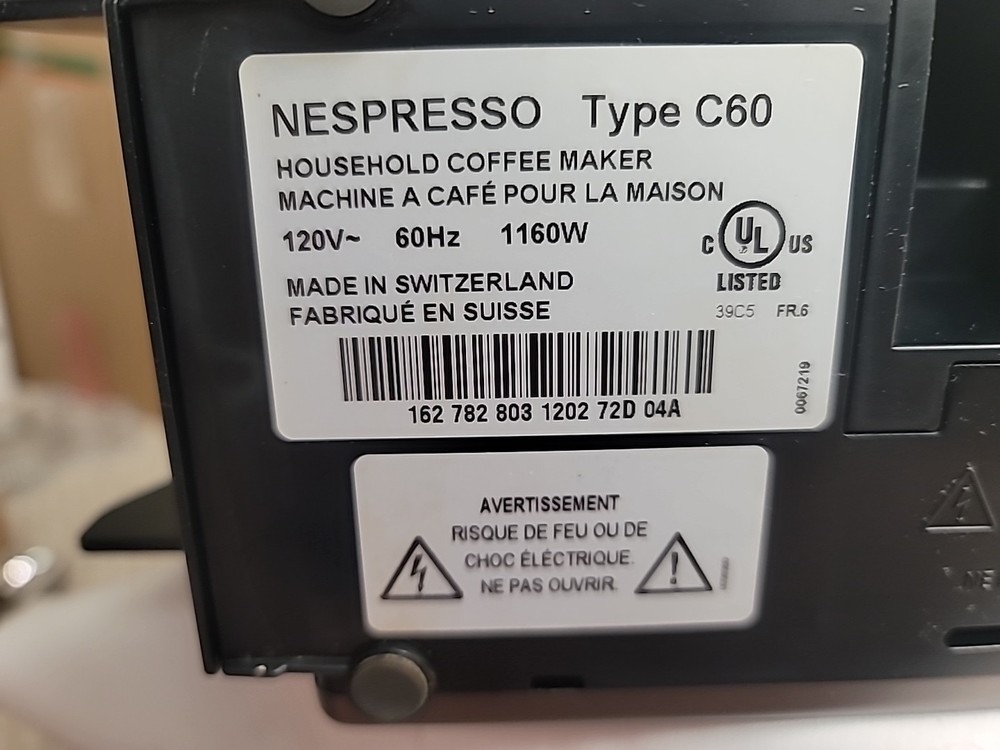 NESPRESSO Type C60
HOUSEHOLD COFFEE MAKER
MACHINE A CAFÉ POUR LA MAISON
120V~ 60Hz 1160W
C UL US
LISTED
MADE IN SWITZERLAND
FABRIQUÉ EN SUISSE
39C5 FR.6
162 782 803 1202 72D 04A
0067219
AVERTISSEMENT
RISQUE DE FEU OU DE
CHOC ÉLÉCTRIQUE.
NE PAS OUVRIR.